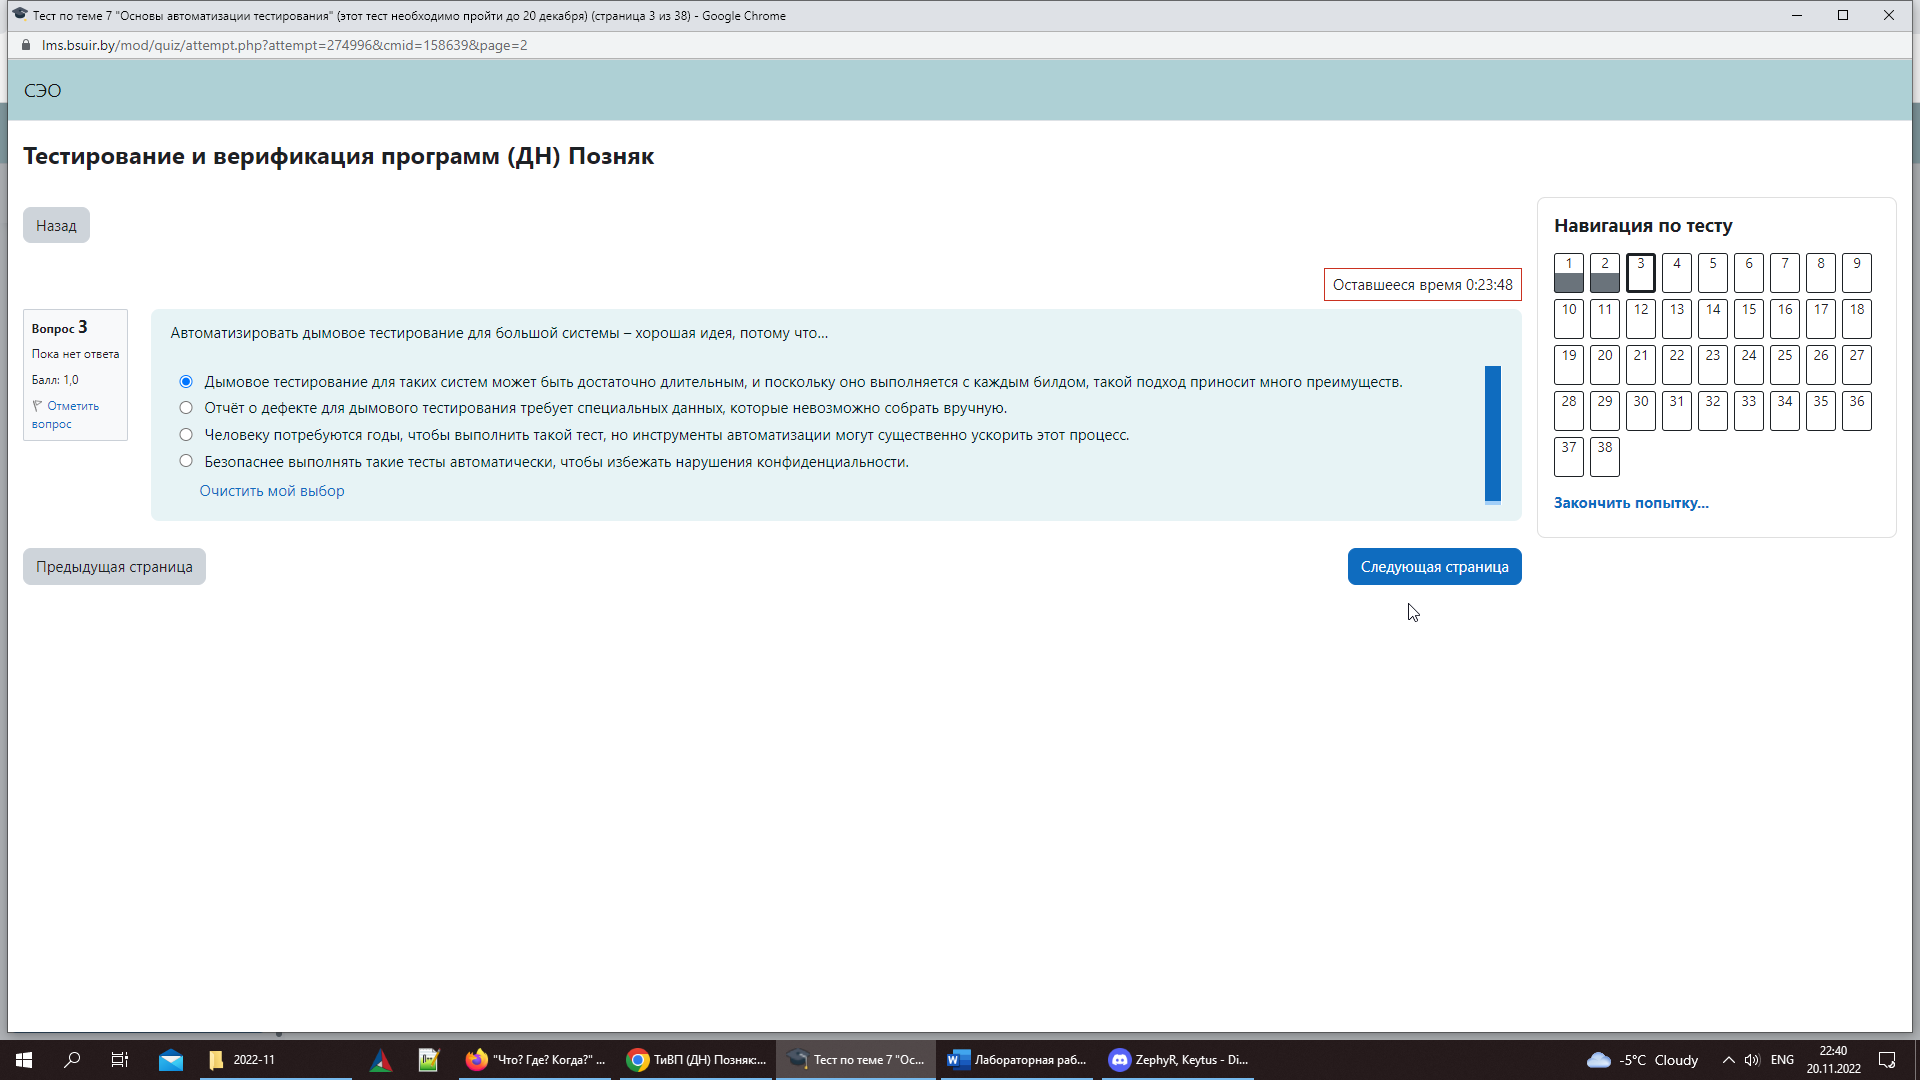 Тест по теме 7 "Основы автоматизации тестирования" (этот тест необходимо пройти до 20 декабря) (страница 3 из 38) - Google Chrome
lms.bsuir.by/mod/quiz/attempt.php?attempt=274996&cmid=158639&page=2
СЭО
Тестирование и верификация программ (ДН) Позняк
Назад
Оставшееся время 0:23:48
Вопрос 3
Пока нет ответа
Балл: 1,0
Отметить
вопрос
Автоматизировать дымовое тестирование для большой системы – хорошая идея, потому что...
Дымовое тестирование для таких систем может быть достаточно длительным, и поскольку оно выполняется с каждым билдом, такой подход приносит много преимуществ.
Отчёт о дефекте для дымового тестирования требует специальных данных, которые невозможно собрать вручную.
Человеку потребуются годы, чтобы выполнить такой тест, но инструменты автоматизации могут существенно ускорить этот процесс.
Безопаснее выполнять такие тесты автоматически, чтобы избежать нарушения конфиденциальности.
Очистить мой выбор
Предыдущая страница
Следующая страница
Навигация по тесту
1 2 3 4 5 6 7 8 9
10 11 12 13 14 15 16 17 18
19 20 21 22 23 24 25 26 27
28 29 30 31 32 33 34 35 36
37 38
Закончить попытку...
2022-11
"Что? Где? Когда?" ...
ТиВП (ДН) Позняк:...
Тест по теме 7 "Ос...
Лабораторная раб...
ZephyR, Keytus - Di...
-5°C Cloudy
ENG
22:40
20.11.2022